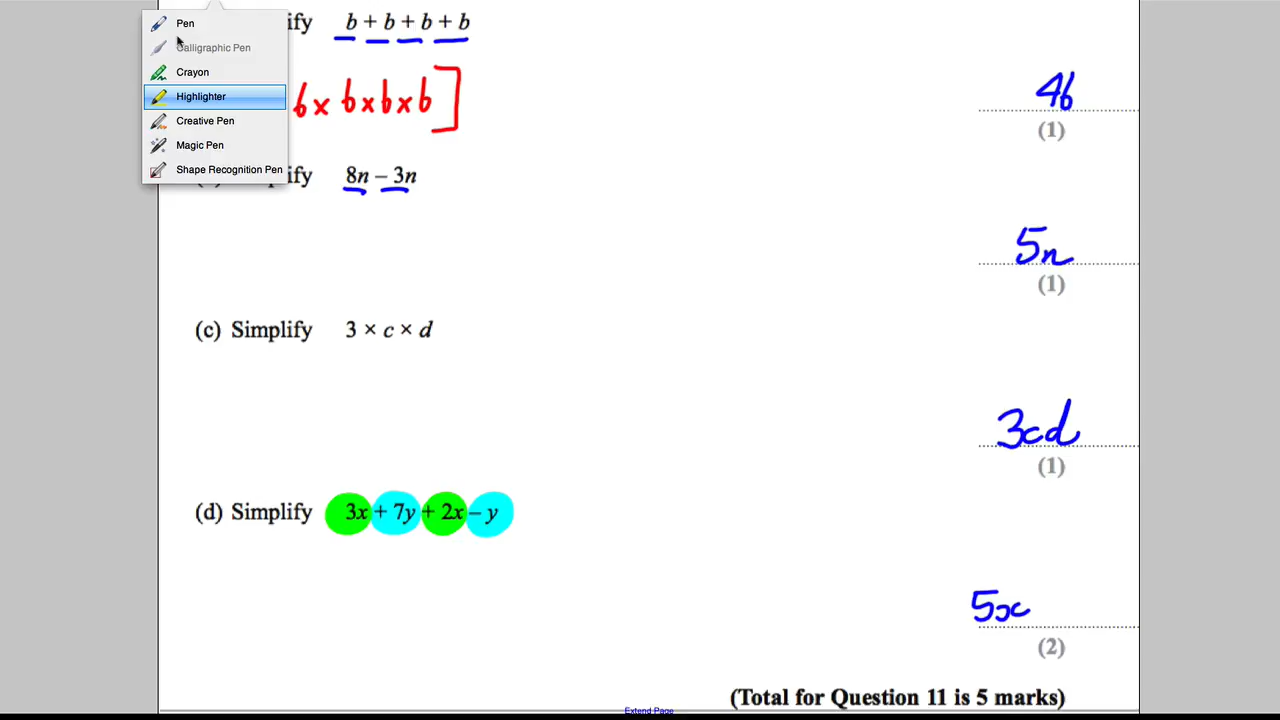 Pen
Calligraphic Pen
Crayon
Highlighter
Creative Pen
Magic Pen
Shape Recognition Pen
ify b + b + b + b
b × b × b × b ]
4b
(1)
ify 8n – 3n
5n
(1)
(c) Simplify 3 × c × d
3cd
(1)
(d) Simplify 3x + 7y + 2x – y
5x
(2)
(Total for Question 11 is 5 marks)
Extend Page